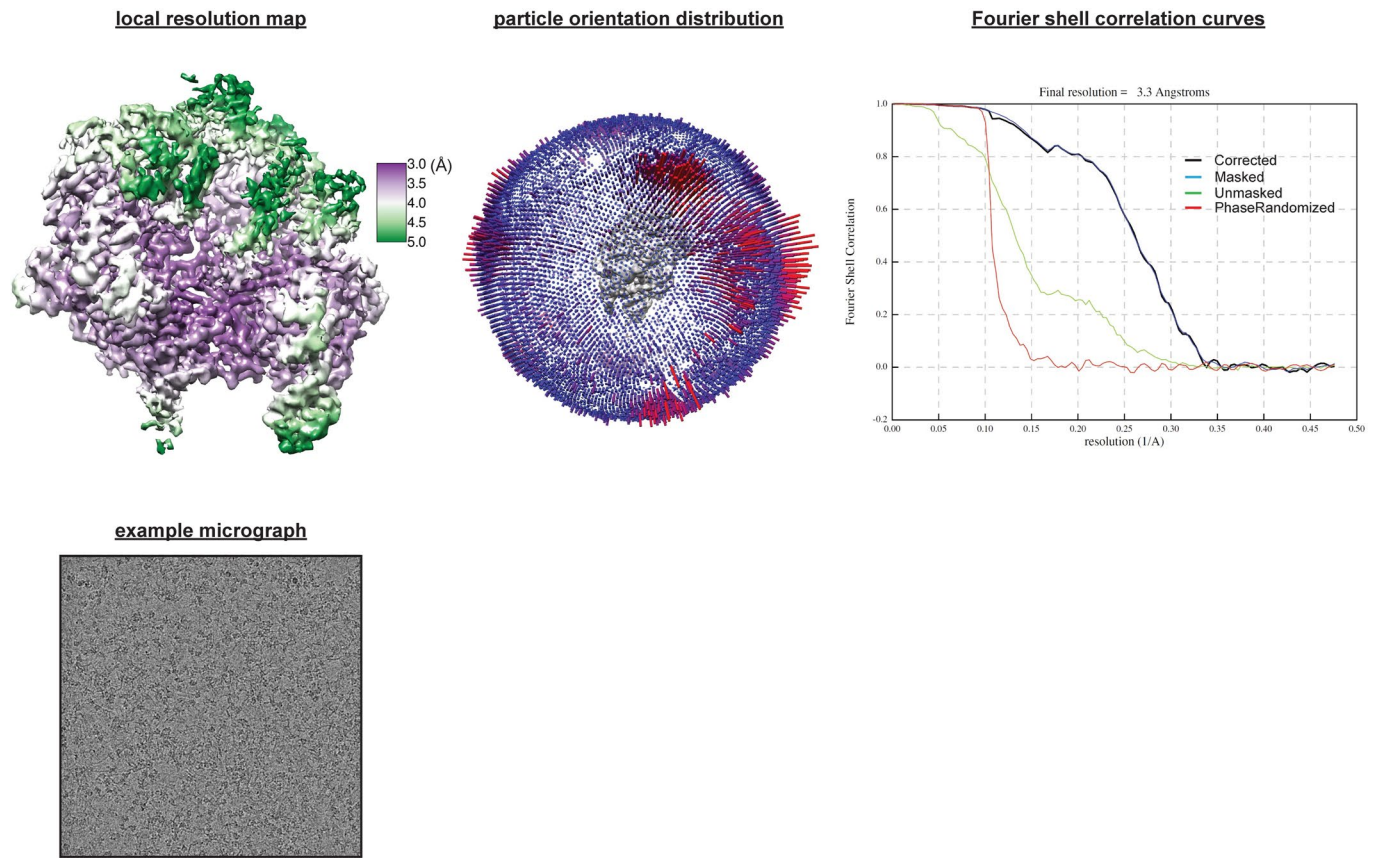 local resolution map
particle orientation distribution
Fourier shell correlation curves
3.0 (Å)
3.5
4.0
4.5
5.0
Final resolution = 3.3 Angstroms
Fourier Shell Correlation
1.0
0.8
0.6
0.4
0.2
0.0
-0.2
Corrected
Masked
Unmasked
PhaseRandomized
0.00 0.05 0.10 0.15 0.20 0.25 0.30 0.35 0.40 0.45 0.50
resolution (1/A)
example micrograph